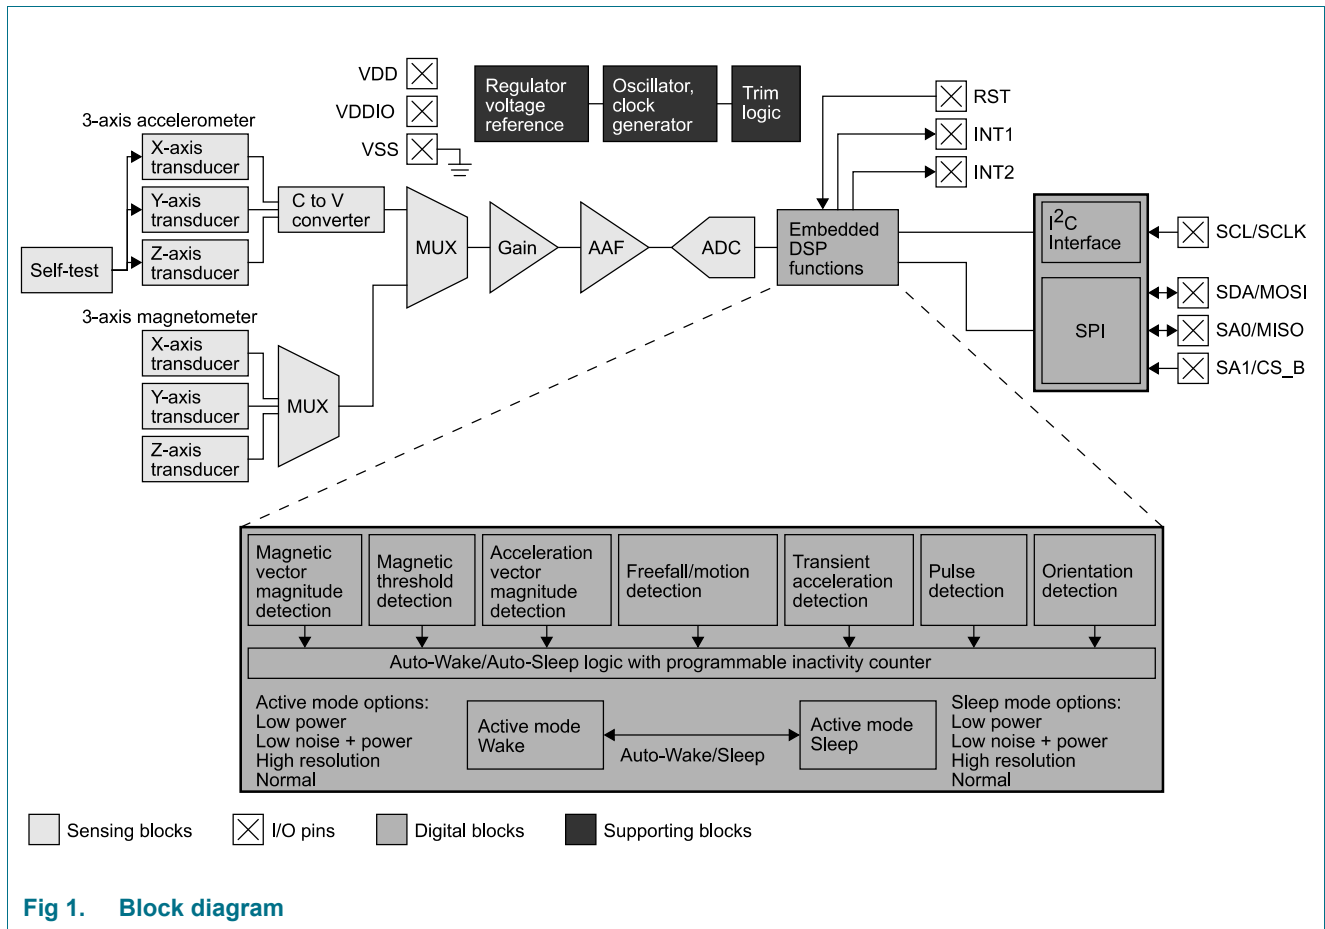 VDD
VDDIO
VSS
Regulator
voltage
reference
Oscillator,
clock
generator
Trim
logic
RST
INT1
INT2
3-axis accelerometer
X-axis
transducer
Y-axis
transducer
Z-axis
transducer
Self-test
C to V
converter
MUX
Gain
AAF
ADC
Embedded
DSP
functions
I2C
Interface
SPI
SCL/SCLK
SDA/MOSI
SA0/MISO
SA1/CS_B
3-axis magnetometer
X-axis
transducer
Y-axis
transducer
Z-axis
transducer
MUX
Magnetic
vector
magnitude
detection
Magnetic
threshold
detection
Acceleration
vector
magnitude
detection
Freefall/motion
detection
Transient
acceleration
detection
Pulse
detection
Orientation
detection
Auto-Wake/Auto-Sleep logic with programmable inactivity counter
Active mode options:
Low power
Low noise + power
High resolution
Normal
Active mode
Wake
Auto-Wake/Sleep
Active mode
Sleep
Sleep mode options:
Low power
Low noise + power
High resolution
Normal
Sensing blocks
I/O pins
Digital blocks
Supporting blocks
Fig 1. Block diagram